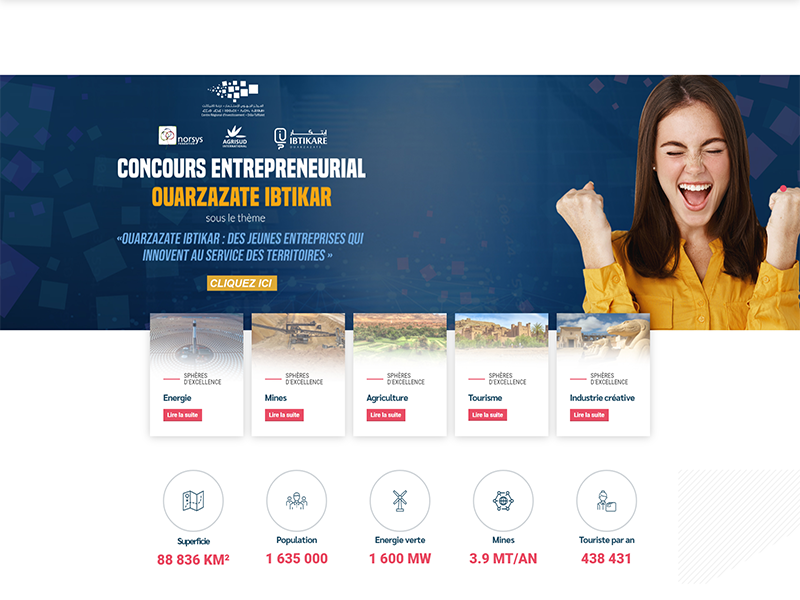 Centre Régional d'Investissement - Drâa Tafilalet
norsys
AGRISUD
INTERNATIONAL
ابتكار
IBTIKARE
OUARZAZATE
CONCOURS ENTREPRENEURIAL
OUARZAZATE IBTIKAR
sous le thème
«OUARZAZATE IBTIKAR : DES JEUNES ENTREPRISES QUI
INNOVENT AU SERVICE DES TERRITOIRES »
CLIQUEZ ICI
SPHÈRES
D'EXCELLENCE
Energie
Lire la suite
SPHÈRES
D'EXCELLENCE
Mines
Lire la suite
SPHÈRES
D'EXCELLENCE
Agriculture
Lire la suite
SPHÈRES
D'EXCELLENCE
Tourisme
Lire la suite
SPHÈRES
D'EXCELLENCE
Industrie créative
Lire la suite
Superficie
88 836 KM²
Population
1 635 000
Energie verte
1 600 MW
Mines
3.9 MT/AN
Touriste par an
438 431